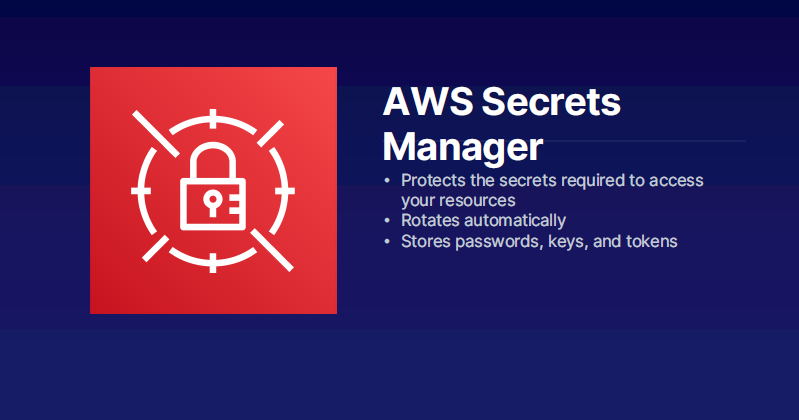 AWS Secrets
Manager
• Protects the secrets required to access
your resources
• Rotates automatically
• Stores passwords, keys, and tokens